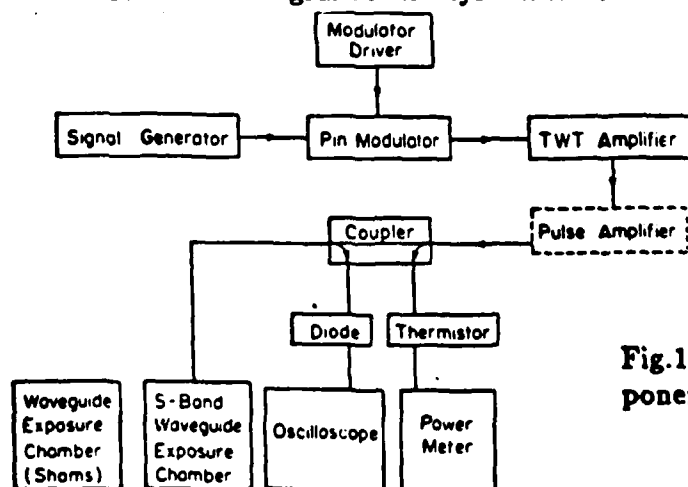 Modulator
Driver
Signal Generator
Pin Modulator
TWT Amplifier
Coupler
Pulse Amplifier
Diode
Thermistor
Fig.1
Waveguide
Exposure
Chamber
(Shams)
S-Band
Waveguide
Exposure
Chamber
Oscilloscope
Power
Meter